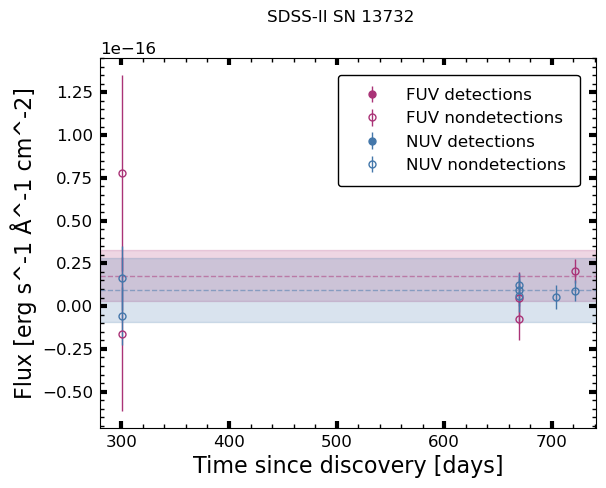 SDSS-II SN 13732
1e−16
FUV detections
FUV nondetections
NUV detections
NUV nondetections
1.25
1.00
0.75
0.50
0.25
0.00
−0.25
−0.50
Flux [erg s^-1 Å^-1 cm^-2]
300 400 500 600 700
Time since discovery [days]